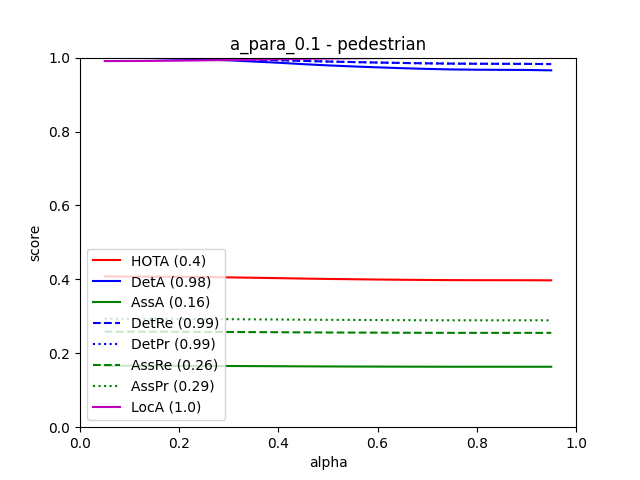 a_para_0.1 - pedestrian
1.0
0.8
0.6
0.4
0.2
0.0
score
HOTA (0.4)
DetA (0.98)
AssA (0.16)
DetRe (0.99)
DetPr (0.99)
AssRe (0.26)
AssPr (0.29)
LocA (1.0)
0.0 0.2 0.4 0.6 0.8 1.0
alpha